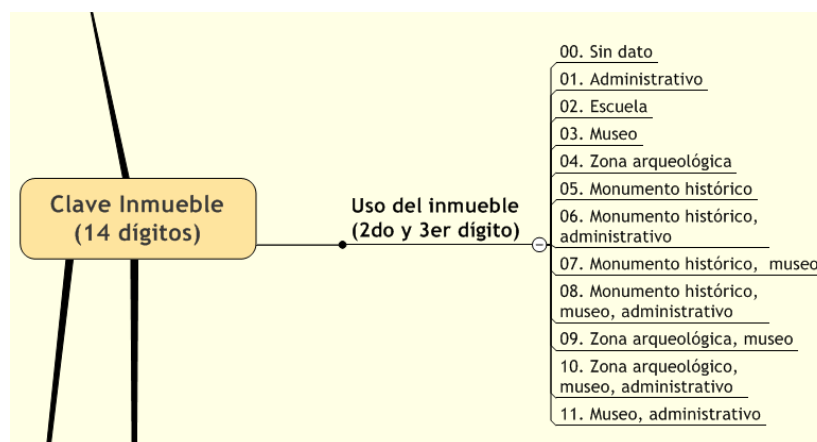 Clave Inmueble
(14 dígitos)
Uso del inmueble
(2do y 3er dígito)
00. Sin dato
01. Administrativo
02. Escuela
03. Museo
04. Zona arqueológica
05. Monumento histórico
06. Monumento histórico,
administrativo
07. Monumento histórico, museo
08. Monumento histórico,
museo, administrativo
09. Zona arqueológica, museo
10. Zona arqueológico,
museo, administrativo
11. Museo, administrativo